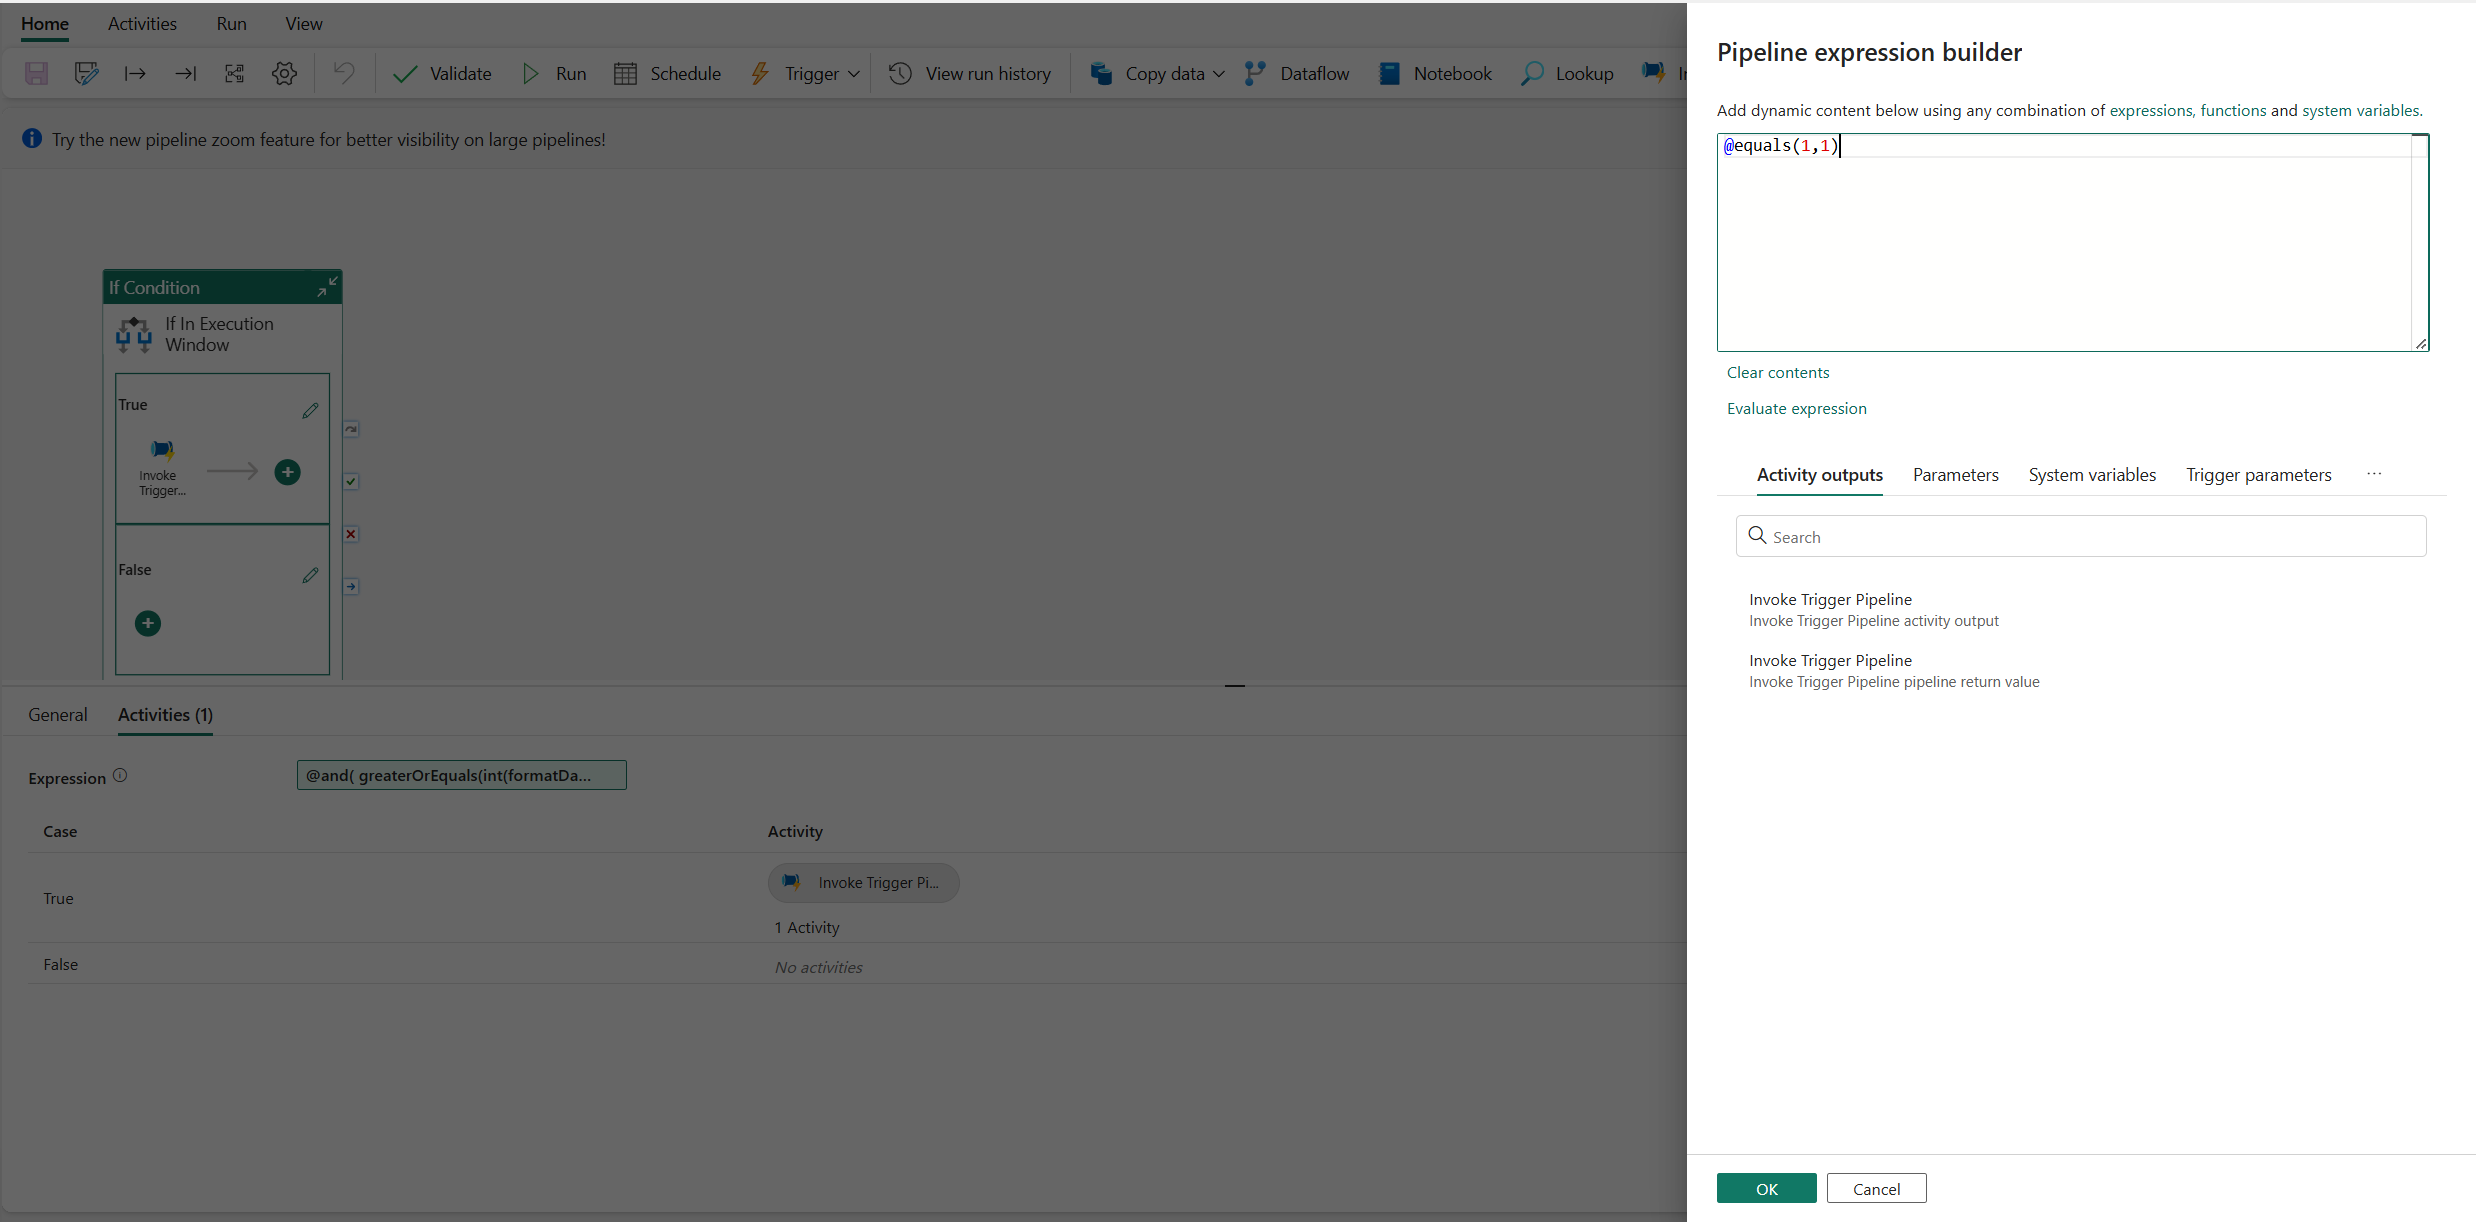 Home Activities Run View
Validate Run Schedule Trigger View run history Copy data Dataflow Notebook Lookup
Try the new pipeline zoom feature for better visibility on large pipelines!
If Condition
If In Execution
Window
True
Invoke
Trigger...
False
General Activities (1)
Expression @and( greaterOrEquals(int(formatDa...
Case Activity
True Invoke Trigger Pi...
1 Activity
False No activities
Pipeline expression builder
Add dynamic content below using any combination of expressions, functions and system variables.
@equals(1,1)
Clear contents
Evaluate expression
Activity outputs Parameters System variables Trigger parameters ...
Search
Invoke Trigger Pipeline
Invoke Trigger Pipeline activity output
Invoke Trigger Pipeline
Invoke Trigger Pipeline pipeline return value
OK Cancel